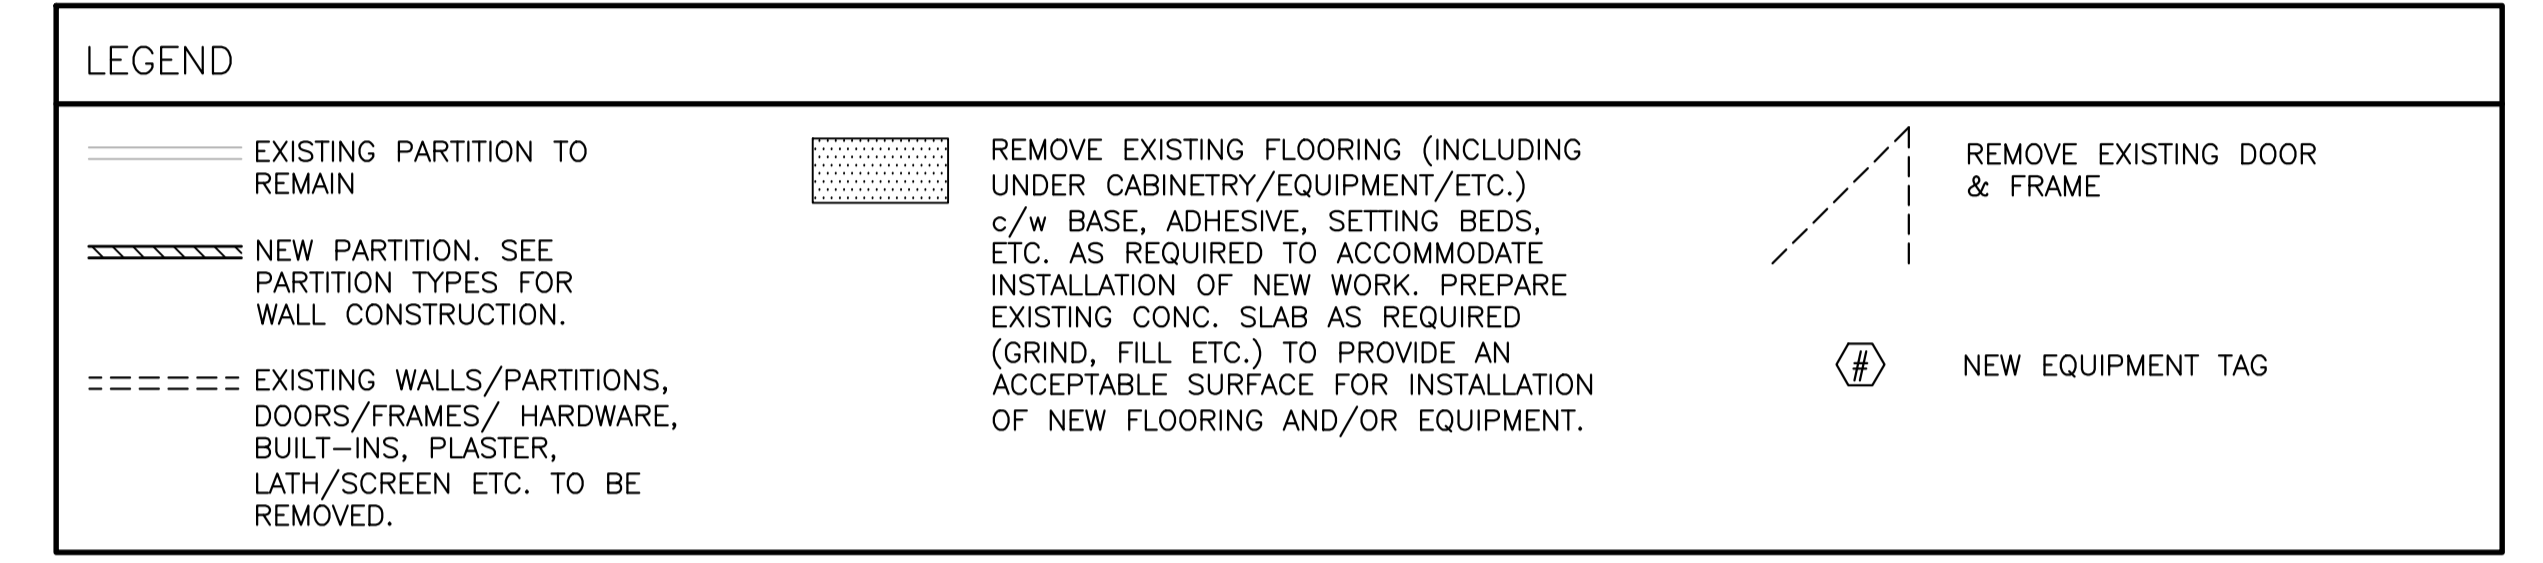 LEGEND
EXISTING PARTITION TO
REMAIN
NEW PARTITION. SEE
PARTITION TYPES FOR
WALL CONSTRUCTION.
EXISTING WALLS/PARTITIONS,
DOORS/FRAMES/ HARDWARE,
BUILT-INS, PLASTER,
LATH/SCREEN ETC. TO BE
REMOVED.
REMOVE EXISTING FLOORING (INCLUDING
UNDER CABINETRY/EQUIPMENT/ETC.)
c/w BASE, ADHESIVE, SETTING BEDS,
ETC. AS REQUIRED TO ACCOMMODATE
INSTALLATION OF NEW WORK. PREPARE
EXISTING CONC. SLAB AS REQUIRED
(GRIND, FILL ETC.) TO PROVIDE AN
ACCEPTABLE SURFACE FOR INSTALLATION
OF NEW FLOORING AND/OR EQUIPMENT.
REMOVE EXISTING DOOR
& FRAME
# NEW EQUIPMENT TAG